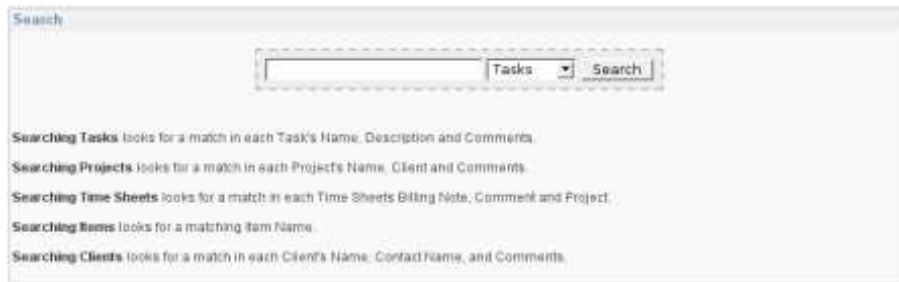 Search
Tasks Search
Searching Tasks looks for a match in each Task's Name, Description and Comments.
Searching Projects looks for a match in each Project's Name, Client and Comments.
Searching Time Sheets looks for a match in each Time Sheets Billing Note, Comment and Project.
Searching Items looks for a matching Item Name.
Searching Clients looks for a match in each Client's Name, Contact Name, and Comments.